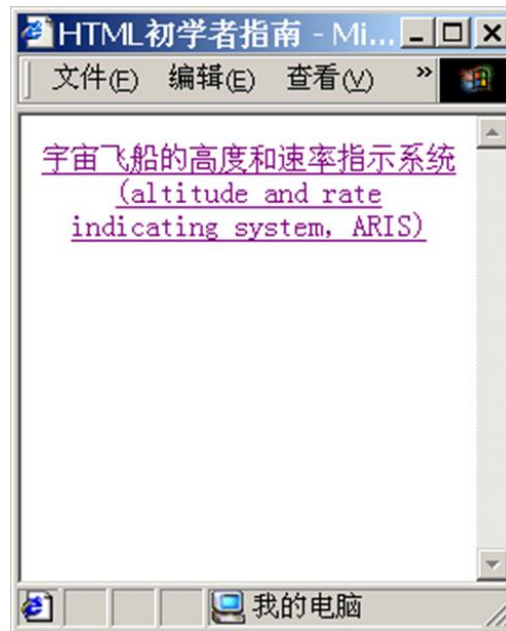 HTML初学者指南 - Mi...
文件(F) 编辑(E) 查看(V) »
宇宙飞船的高度和速率指示系统
(altitude and rate
indicating system, ARIS)
我的电脑